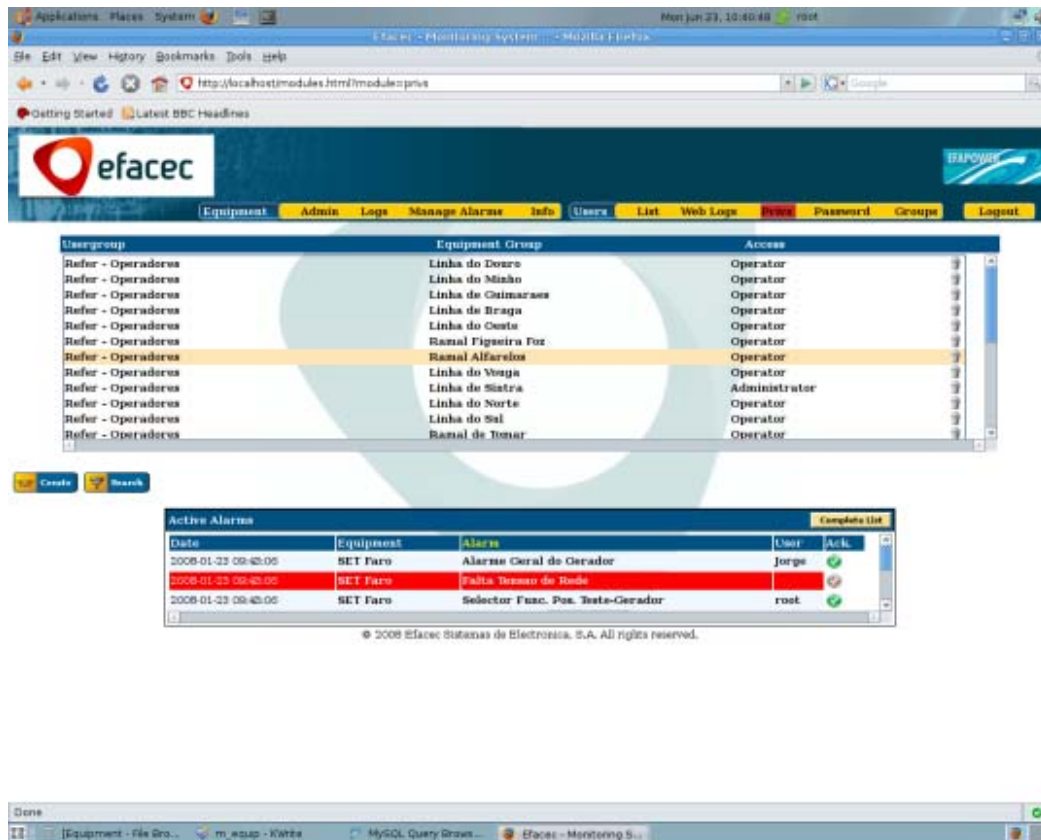 Applications Places System Mon Jun 23, 10:40:48 root
Efacec - Monitoring System ... - Mozilla Firefox
File Edit View History Bookmarks Tools Help
http://localhost/modules.html?module=privs Google
Getting Started Latest BBC Headlines
efacec
EFAPOWER
Equipment Admin Logs Manage Alarms Info Users List Web Logs Privs Password Groups Logout
Usergroup Equipment Group Access
Refer - Operadores Linha do Douro Operator
Refer - Operadores Linha do Minho Operator
Refer - Operadores Linha de Guimaraes Operator
Refer - Operadores Linha de Braga Operator
Refer - Operadores Linha do Oeste Operator
Refer - Operadores Ramal Figueira Foz Operator
Refer - Operadores Ramal Alfarelos Operator
Refer - Operadores Linha do Vouga Operator
Refer - Operadores Linha de Sintra Administrator
Refer - Operadores Linha do Norte Operator
Refer - Operadores Linha do Sul Operator
Refer - Operadores Ramal de Tomar Operator
Create Search
Active Alarms Complete List
Date Equipment Alarm User Ack.
2008-01-23 09:45:06 SET Faro Alarme Geral do Gerador Jorge
2008-01-23 09:45:06 SET Faro Falta Tensao de Rede
2008-01-23 09:45:06 SET Faro Selector Func. Pos. Teste-Gerador root
© 2008 Efacec Sistemas de Electronica, S.A. All rights reserved.
Done
[Equipment - File Bro... m_equip - KWrite MySQL Query Brows... Efacec - Monitoring S...